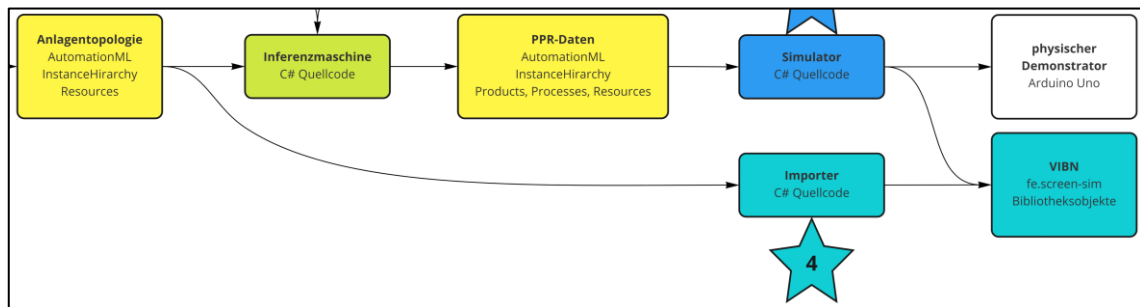 Anlagentopologie
AutomationML
InstanceHirarchy
Resources
Inferenzmaschine
C# Quellcode
PPR-Daten
AutomationML
InstanceHirarchy
Products, Processes, Resources
Simulator
C# Quellcode
physischer
Demonstrator
Arduino Uno
Importer
C# Quellcode
VIBN
fe.screen-sim
Bibliotheksobjekte
4